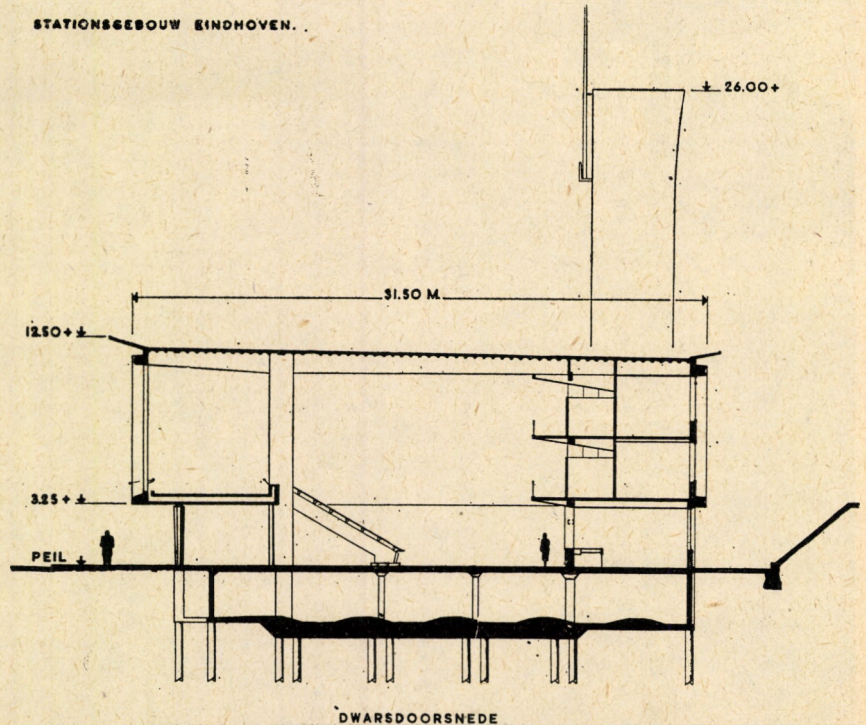 STATIONSGEBOUW EINDHOVEN.
26.00+
31.50 M.
12.50+
3.25+
PEIL
DWARSDOORSNEDE